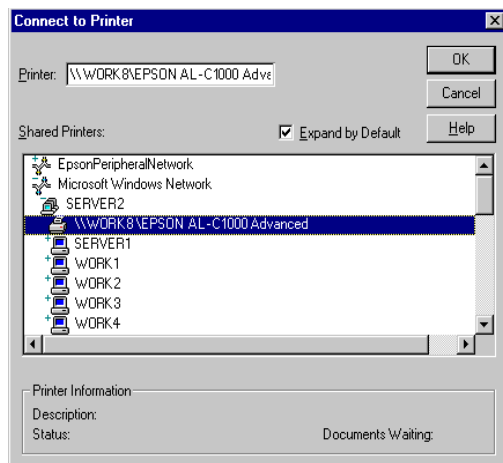 Connect to Printer
Printer: \\WORK8\EPSON AL-C1000 Adva
OK
Cancel
Help
Shared Printers:
Expand by Default
EpsonPeripheralNetwork
Microsoft Windows Network
SERVER2
\\WORK8\EPSON AL-C1000 Advanced
SERVER1
WORK1
WORK2
WORK3
WORK4
Printer Information
Description:
Status:
Documents Waiting: